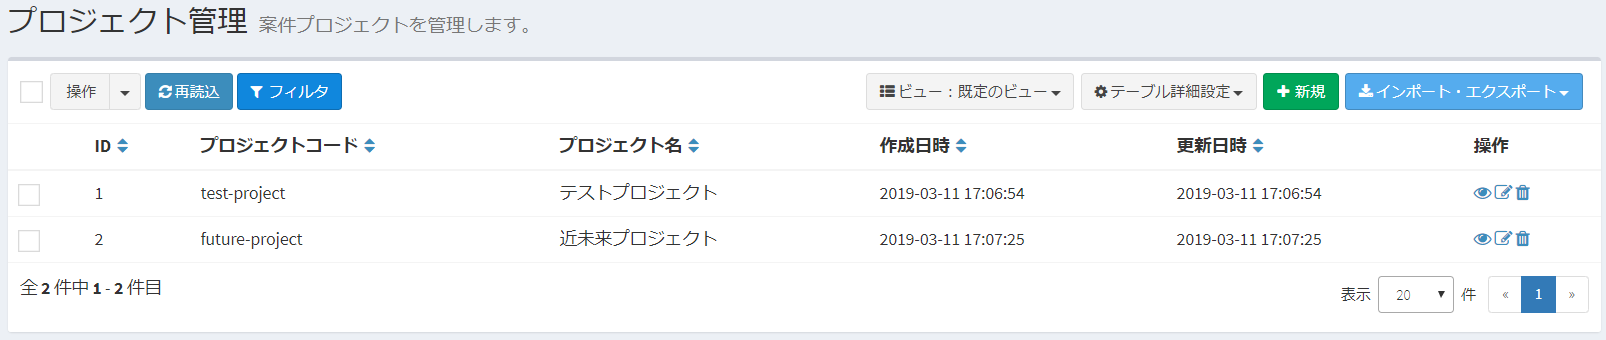 プロジェクト管理 案件プロジェクトを管理します。
操作 再読込 フィルタ ビュー：既定のビュー テーブル詳細設定 新規 インポート・エクスポート
ID プロジェクトコード プロジェクト名 作成日時 更新日時 操作
1 test-project テストプロジェクト 2019-03-11 17:06:54 2019-03-11 17:06:54
2 future-project 近未来プロジェクト 2019-03-11 17:07:25 2019-03-11 17:07:25
全 2 件中 1 - 2 件目 表示 20 件 « 1 »